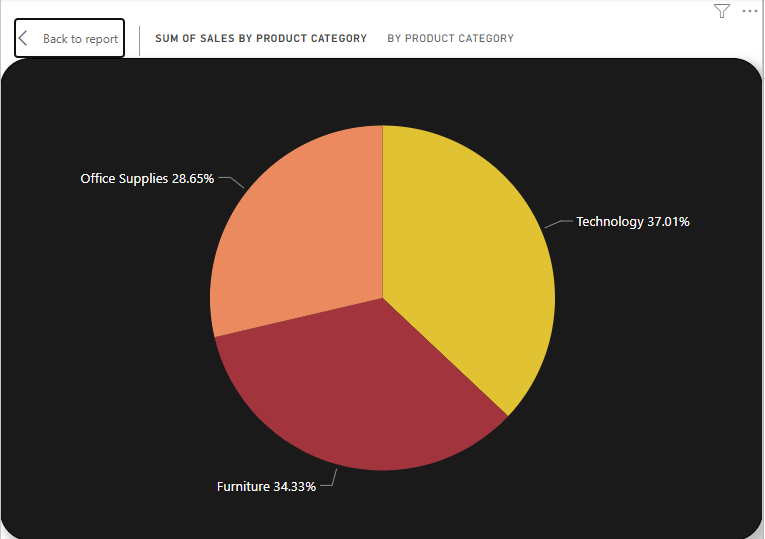 Back to report
SUM OF SALES BY PRODUCT CATEGORY
BY PRODUCT CATEGORY
Office Supplies 28.65%
Technology 37.01%
Furniture 34.33%